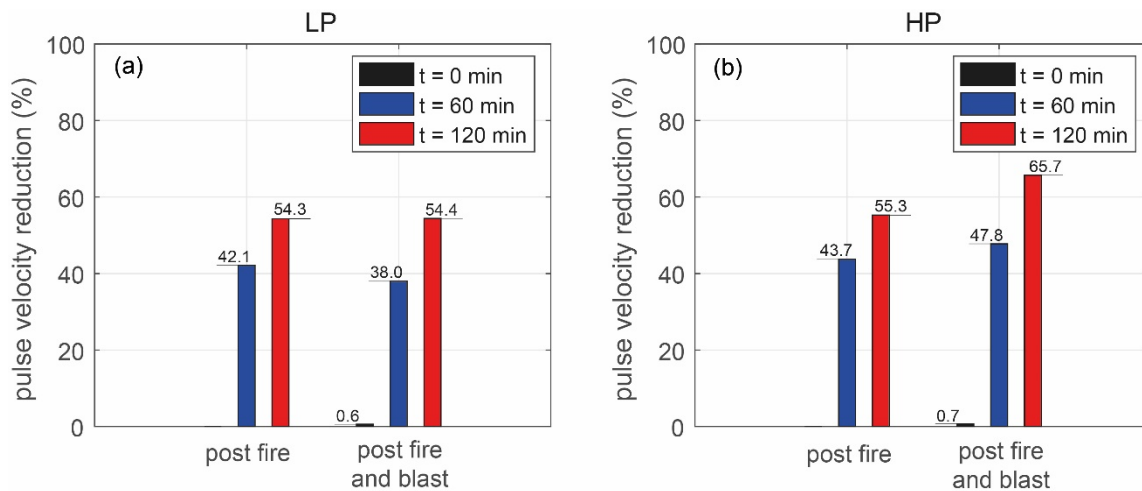 LP
(a)
t = 0 min
t = 60 min
t = 120 min
pulse velocity reduction (%)
100
80
60
40
20
0
42.1
54.3
0.6
38.0
54.4
post fire
post fire
and blast
HP
(b)
t = 0 min
t = 60 min
t = 120 min
pulse velocity reduction (%)
100
80
60
40
20
0
43.7
55.3
0.7
47.8
65.7
post fire
post fire
and blast